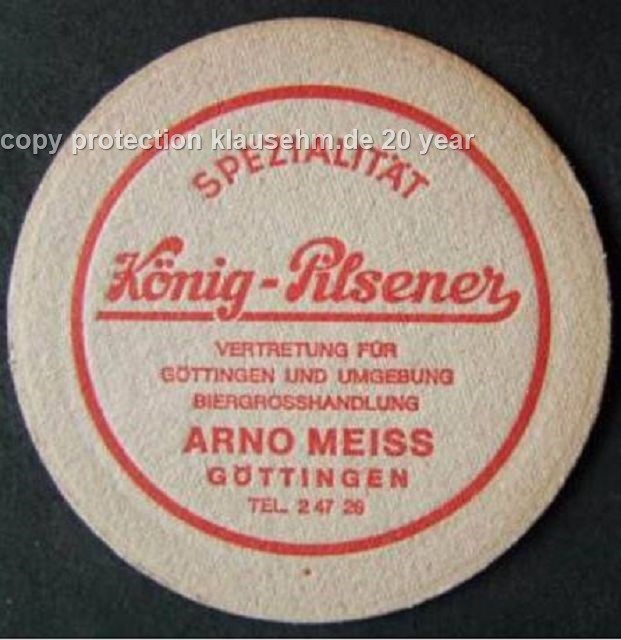 copy protection klausehm.de 20 year
SPEZIALITÄT
König-Pilsener
VERTRETUNG FÜR
GÖTTINGEN UND UMGEBUNG
BIERGROSSHANDLUNG
ARNO MEISS
GÖTTINGEN
TEL. 2 47 26